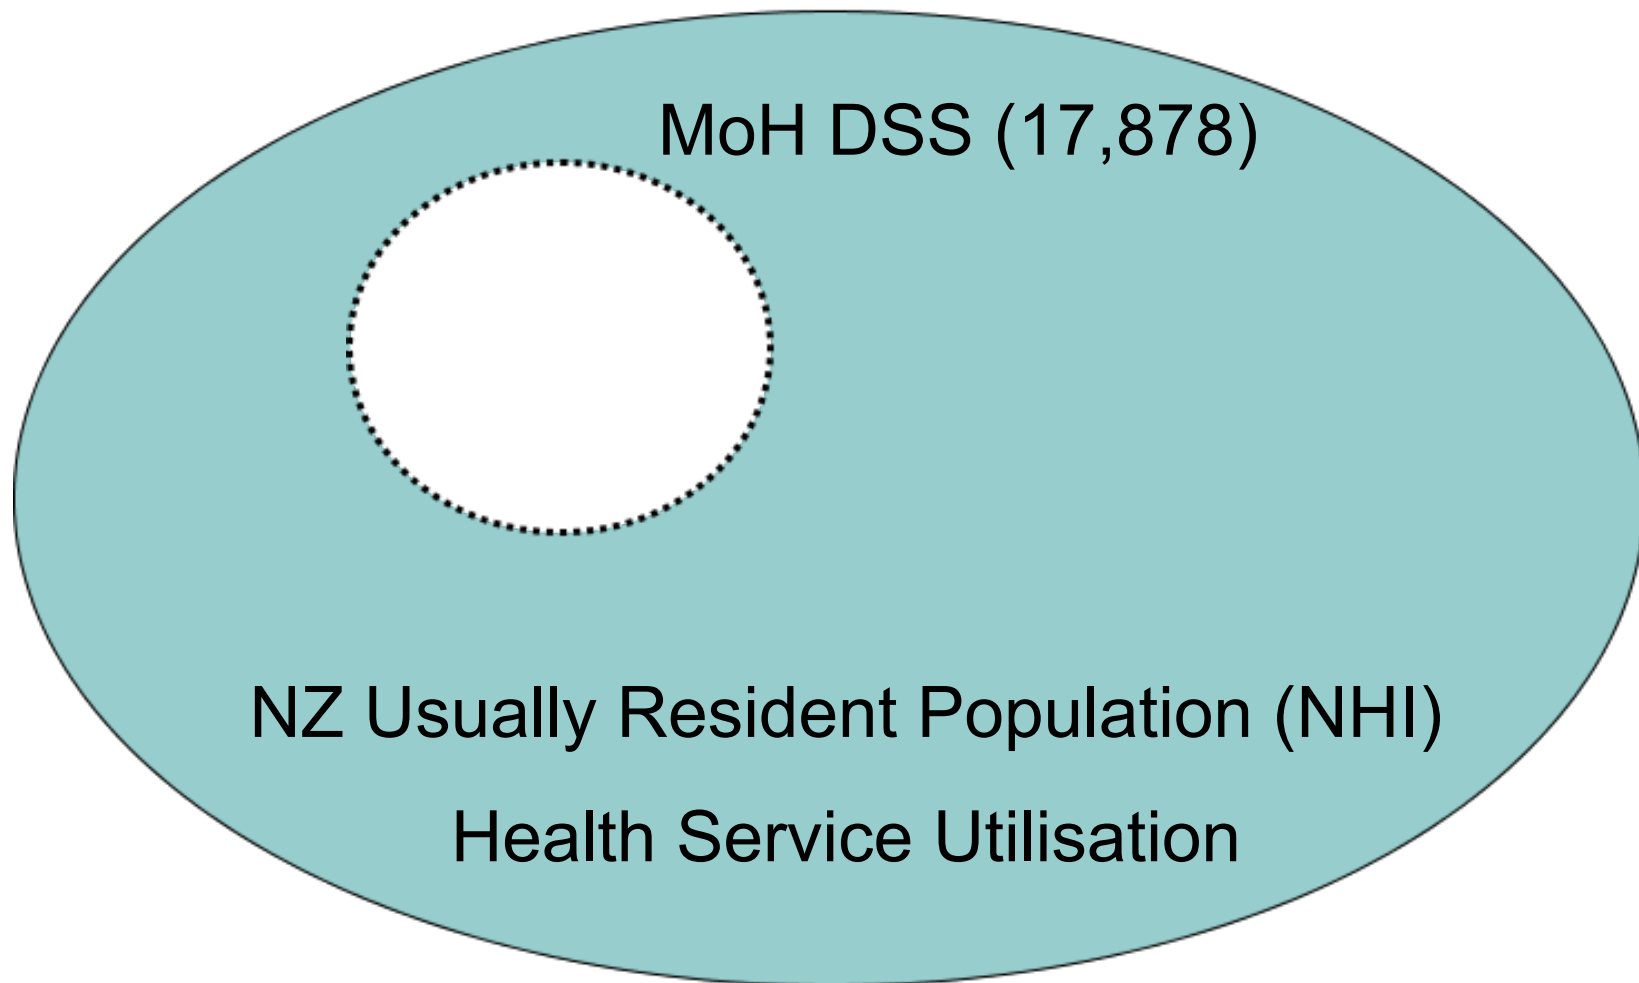 MoH DSS (17,878)
NZ Usually Resident Population (NHI)
Health Service Utilisation